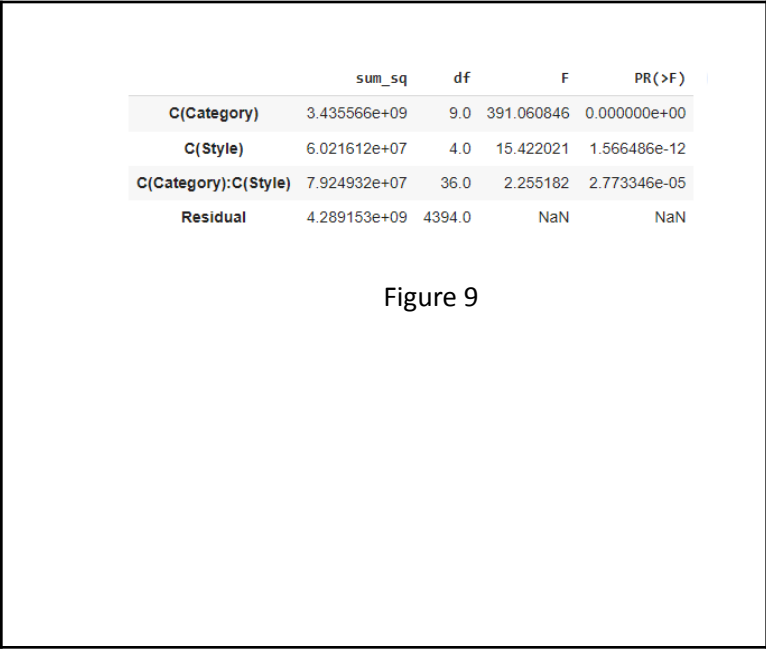 sum_sq df F PR(>F)
C(Category) 3.435566e+09 9.0 391.060846 0.000000e+00
C(Style) 6.021612e+07 4.0 15.422021 1.566486e-12
C(Category):C(Style) 7.924932e+07 36.0 2.255182 2.773346e-05
Residual 4.289153e+09 4394.0 NaN NaN
Figure 9